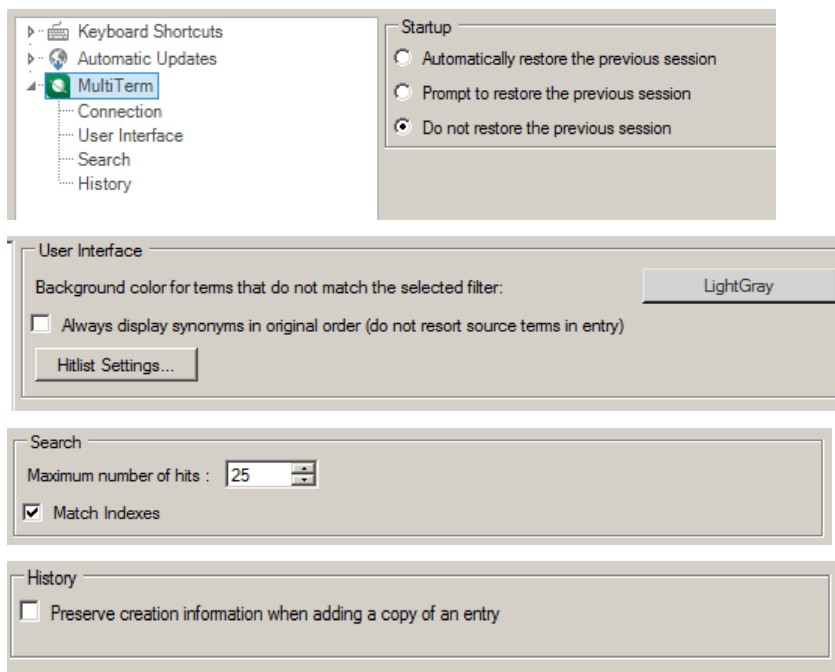 Keyboard Shortcuts
Automatic Updates
MultiTerm
Connection
User Interface
Search
History
Startup
Automatically restore the previous session
Prompt to restore the previous session
Do not restore the previous session
User Interface
Background color for terms that do not match the selected filter:
LightGray
Always display synonyms in original order (do not resort source terms in entry)
Hitlist Settings...
Search
Maximum number of hits : 25
Match Indexes
History
Preserve creation information when adding a copy of an entry